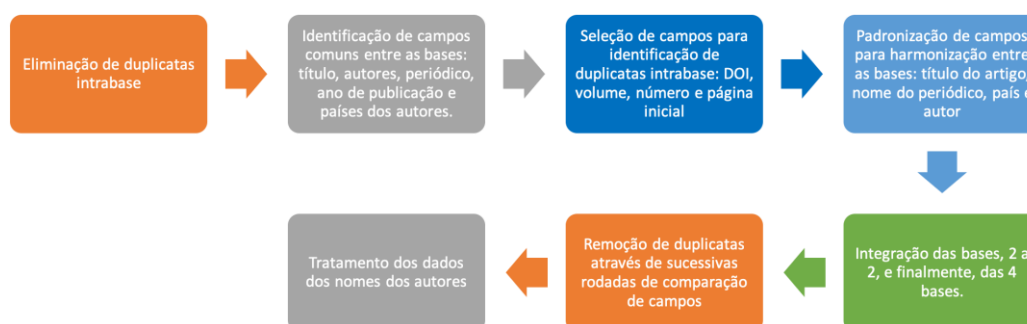 Eliminação de duplicatas
intrabase
Identificação de campos
comuns entre as bases:
título, autores, periódico,
ano de publicação e
países dos autores.
Seleção de campos para
identificação de
duplicatas intrabase: DOI,
volume, número e página
inicial
Padronização de campos
para harmonização entre
as bases: título do artigo,
nome do periódico, país e
autor
Integração das bases, 2 a
2, e finalmente, das 4
bases.
Remoção de duplicatas
através de sucessivas
rodadas de comparação
de campos
Tratamento dos dados
dos nomes dos autores